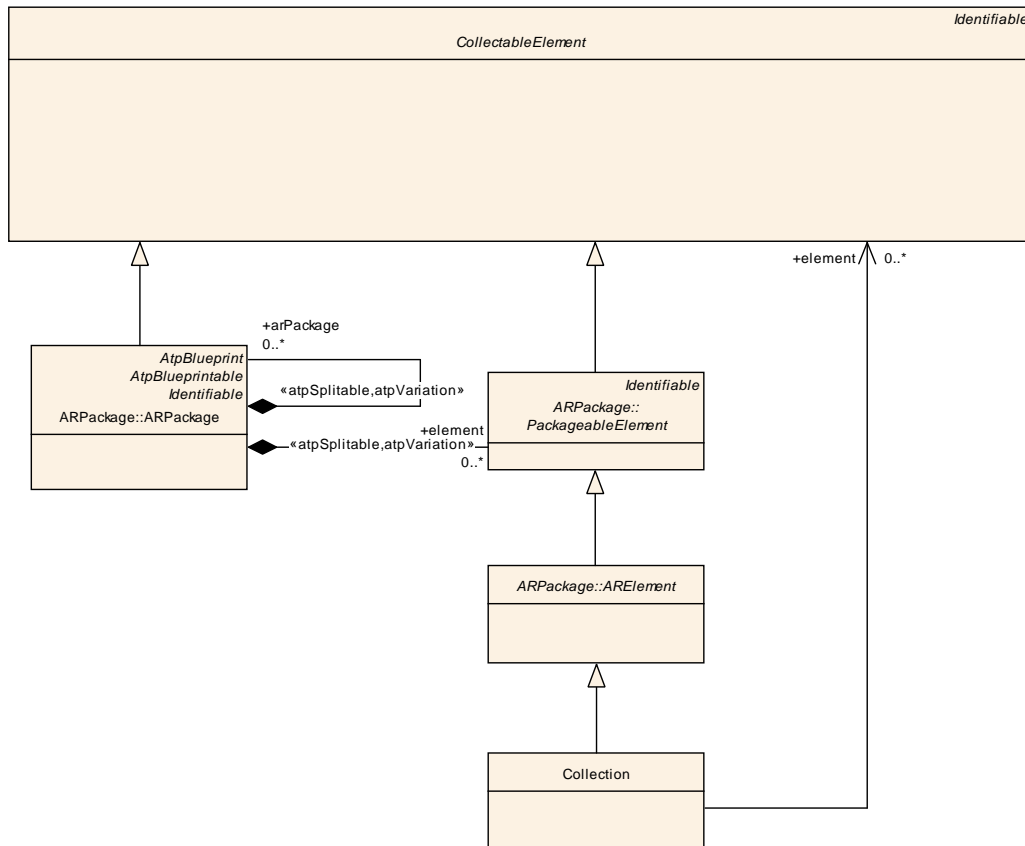 Identifiable
CollectableElement
+element 0..*
+arPackage
0..*
AtpBlueprint
AtpBlueprintable
Identifiable
ARPackage::ARPackage
«atpSplitable,atpVariation»
Identifiable
ARPackage::
PackageableElement
+element
«atpSplitable,atpVariation»
0..*
ARPackage::ARElement
Collection